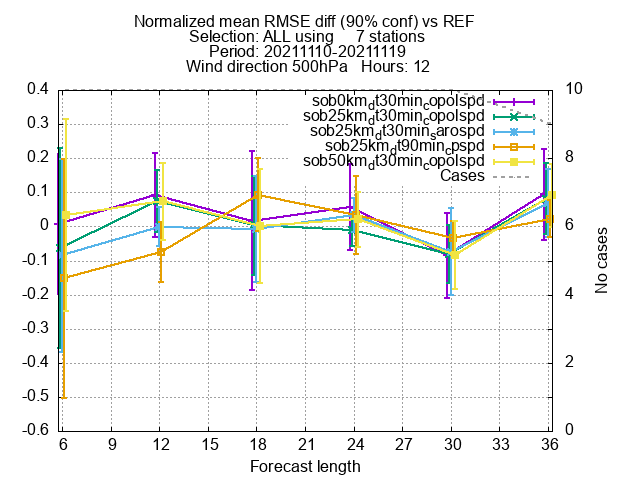 Normalized mean RMSE diff (90% conf) vs REF
Selection: ALL using     7 stations
Period: 20211110-20211119
Wind direction 500hPa   Hours: 12
sob0km_dt30min_copolspd
sob25km_dt30min_copolspd
sob25km_dt30min_sarospd
sob25km_dt90min_cpspd
sob50km_dt30min_copolspd
Cases
0.4
0.3
0.2
0.1
0
-0.1
-0.2
-0.3
-0.4
-0.5
-0.6
10
8
6
4
2
0
No cases
6 9 12 15 18 21 24 27 30 33 36
Forecast length